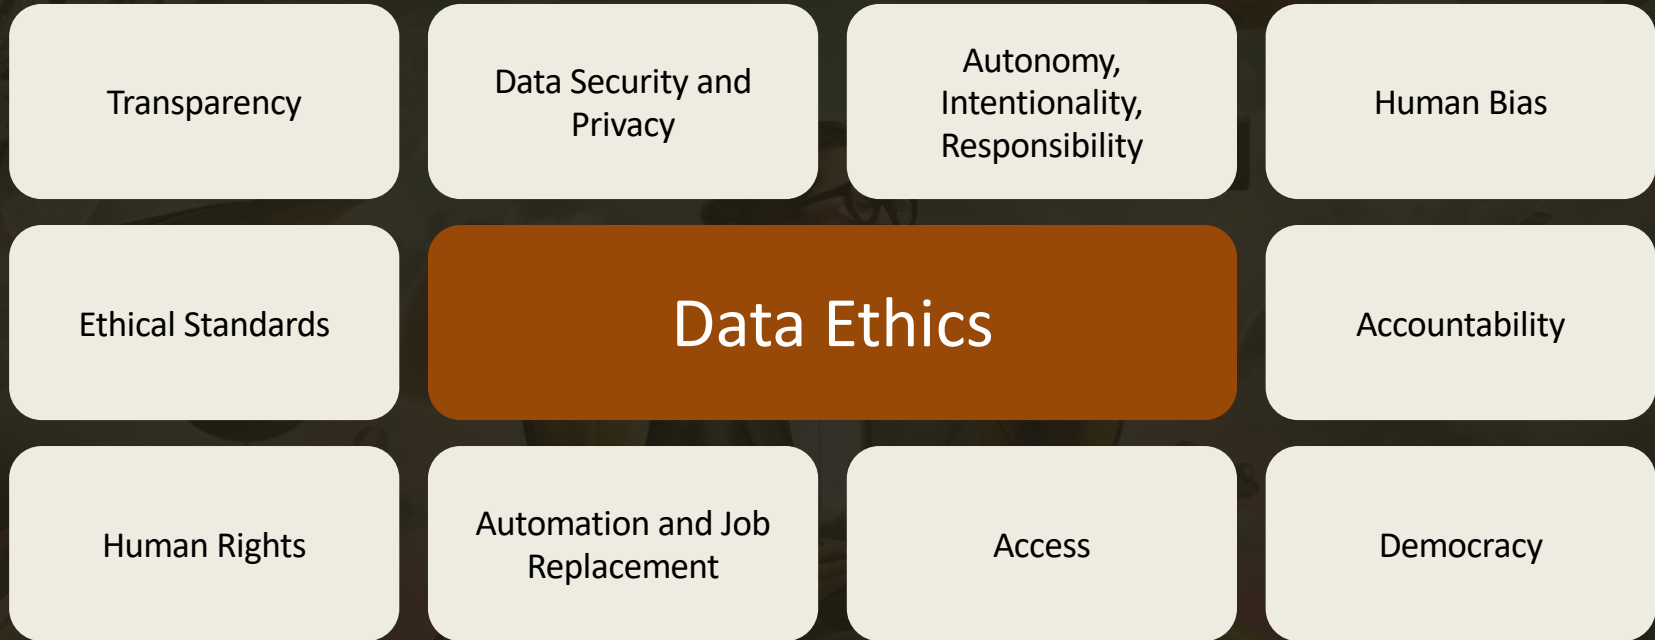 Transparency
Data Security and
Privacy
Autonomy,
Intentionality,
Responsibility
Human Bias
Ethical Standards
Data Ethics
Accountability
Human Rights
Automation and Job
Replacement
Access
Democracy